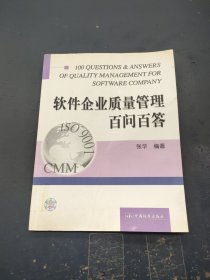 100 QUESTIONS & ANSWERS
OF QUALITY MANAGEMENT FOR
SOFTWARE COMPANY
软件企业质量管理
百问百答
张华 编著
ISO 9001
CMM